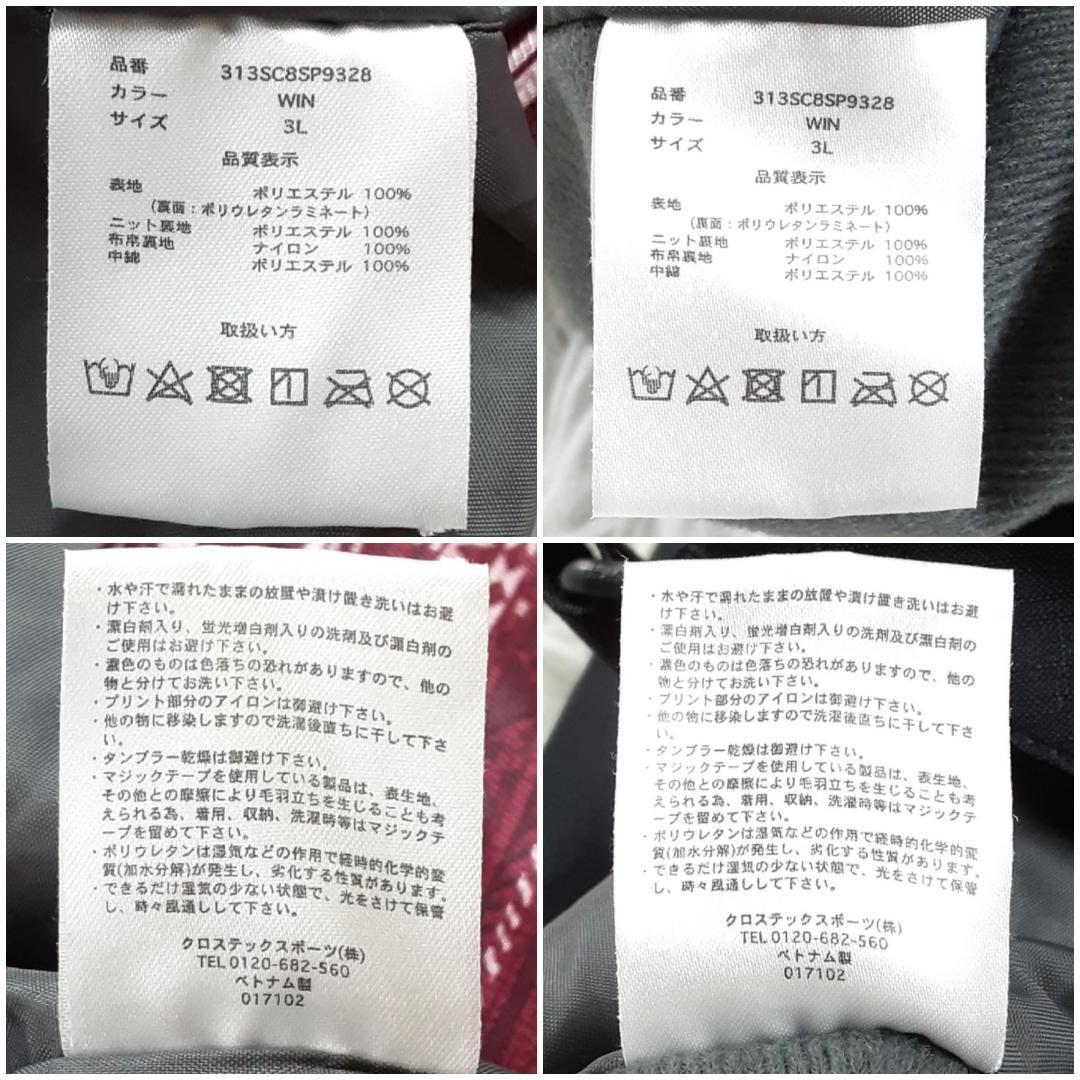 品番 313SC8SP9328
カラー WIN
サイズ 3L
品質表示
表地 ポリエステル 100%
(裏面：ポリウレタンラミネート)
ニット裏地 ポリエステル 100%
布帛裏地 ナイロン 100%
中綿 ポリエステル 100%
取扱い方
品番 313SC8SP9328
カラー WIN
サイズ 3L
品質表示
表地 ポリエステル 100%
(裏面：ポリウレタンラミネート)
ニット裏地 ポリエステル 100%
布帛裏地 ナイロン 100%
中綿 ポリエステル 100%
取扱い方
・水や汗で濡れたままの放置や漬け置き洗いはお避
け下さい。
・漂白剤入り、蛍光増白剤入りの洗剤及び漂白剤の
ご使用はお避け下さい。
・濃色のものは色落ちの恐れがありますので、他の
物と分けてお洗い下さい。
・プリント部分のアイロンは御避け下さい。
・他の物に移染しますので洗濯後直ちに干して下さ
い。
・タンブラー乾燥は御避け下さい。
・マジックテープを使用している製品は、表生地、
その他との摩擦により毛羽立ちを生じることも考
えられる為、着用、収納、洗濯時等はマジックテ
ープを留めて下さい。
・ポリウレタンは湿気などの作用で経時的化学的変
質(加水分解)が発生し、劣化する性質があります。
・できるだけ湿気の少ない状態で、光をさけて保管
し、時々風通しして下さい。
クロステックスポーツ(株)
TEL 0120-682-560
ベトナム製
017102
・水や汗で濡れたままの放置や漬け置き洗いはお避
け下さい。
・漂白剤入り、蛍光増白剤入りの洗剤及び漂白剤の
ご使用はお避け下さい。
・濃色のものは色落ちの恐れがありますので、他の
物と分けてお洗い下さい。
・プリント部分のアイロンは御避け下さい。
・他の物に移染しますので洗濯後直ちに干して下さ
い。
・タンブラー乾燥は御避け下さい。
・マジックテープを使用している製品は、表生地、
その他との摩擦により毛羽立ちを生じることも考
えられる為、着用、収納、洗濯時等はマジックテ
ープを留めて下さい。
・ポリウレタンは湿気などの作用で経時的化学的変
質(加水分解)が発生し、劣化する性質があります。
・できるだけ湿気の少ない状態で、光をさけて保管
し、時々風通しして下さい。
クロステックスポーツ(株)
TEL 0120-682-560
ベトナム製
017102